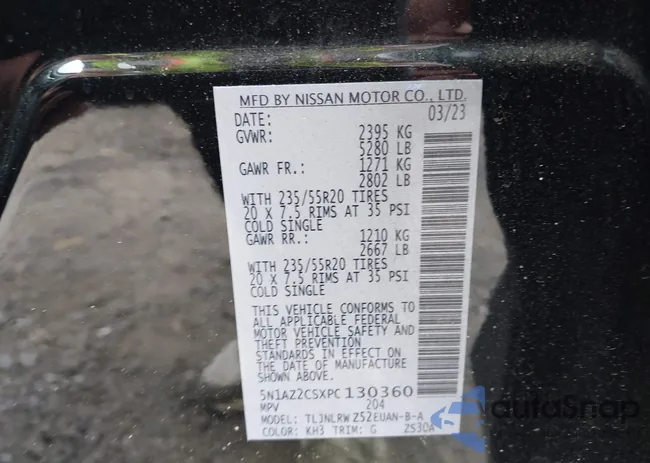 MFD BY NISSAN MOTOR CO., LTD.
DATE: 03/23
GVWR: 2395 KG
5280 LB
GAWR FR.: 1271 KG
2802 LB
WITH 235/55R20 TIRES
20 X 7.5 RIMS AT 35 PSI
COLD SINGLE
GAWR RR.: 1210 KG
2667 LB
WITH 235/55R20 TIRES
20 X 7.5 RIMS AT 35 PSI
COLD SINGLE
THIS VEHICLE CONFORMS TO
ALL APPLICABLE FEDERAL
MOTOR VEHICLE SAFETY AND
THEFT PREVENTION
STANDARDS IN EFFECT ON
THE DATE OF MANUFACTURE
SHOWN ABOVE.
5N1AZ2CSXPC130360
MPV 204
MODEL: TL3NLRW Z52EUAN-B-A
COLOR: KH3 TRIM: G ZS30A
autoSnap